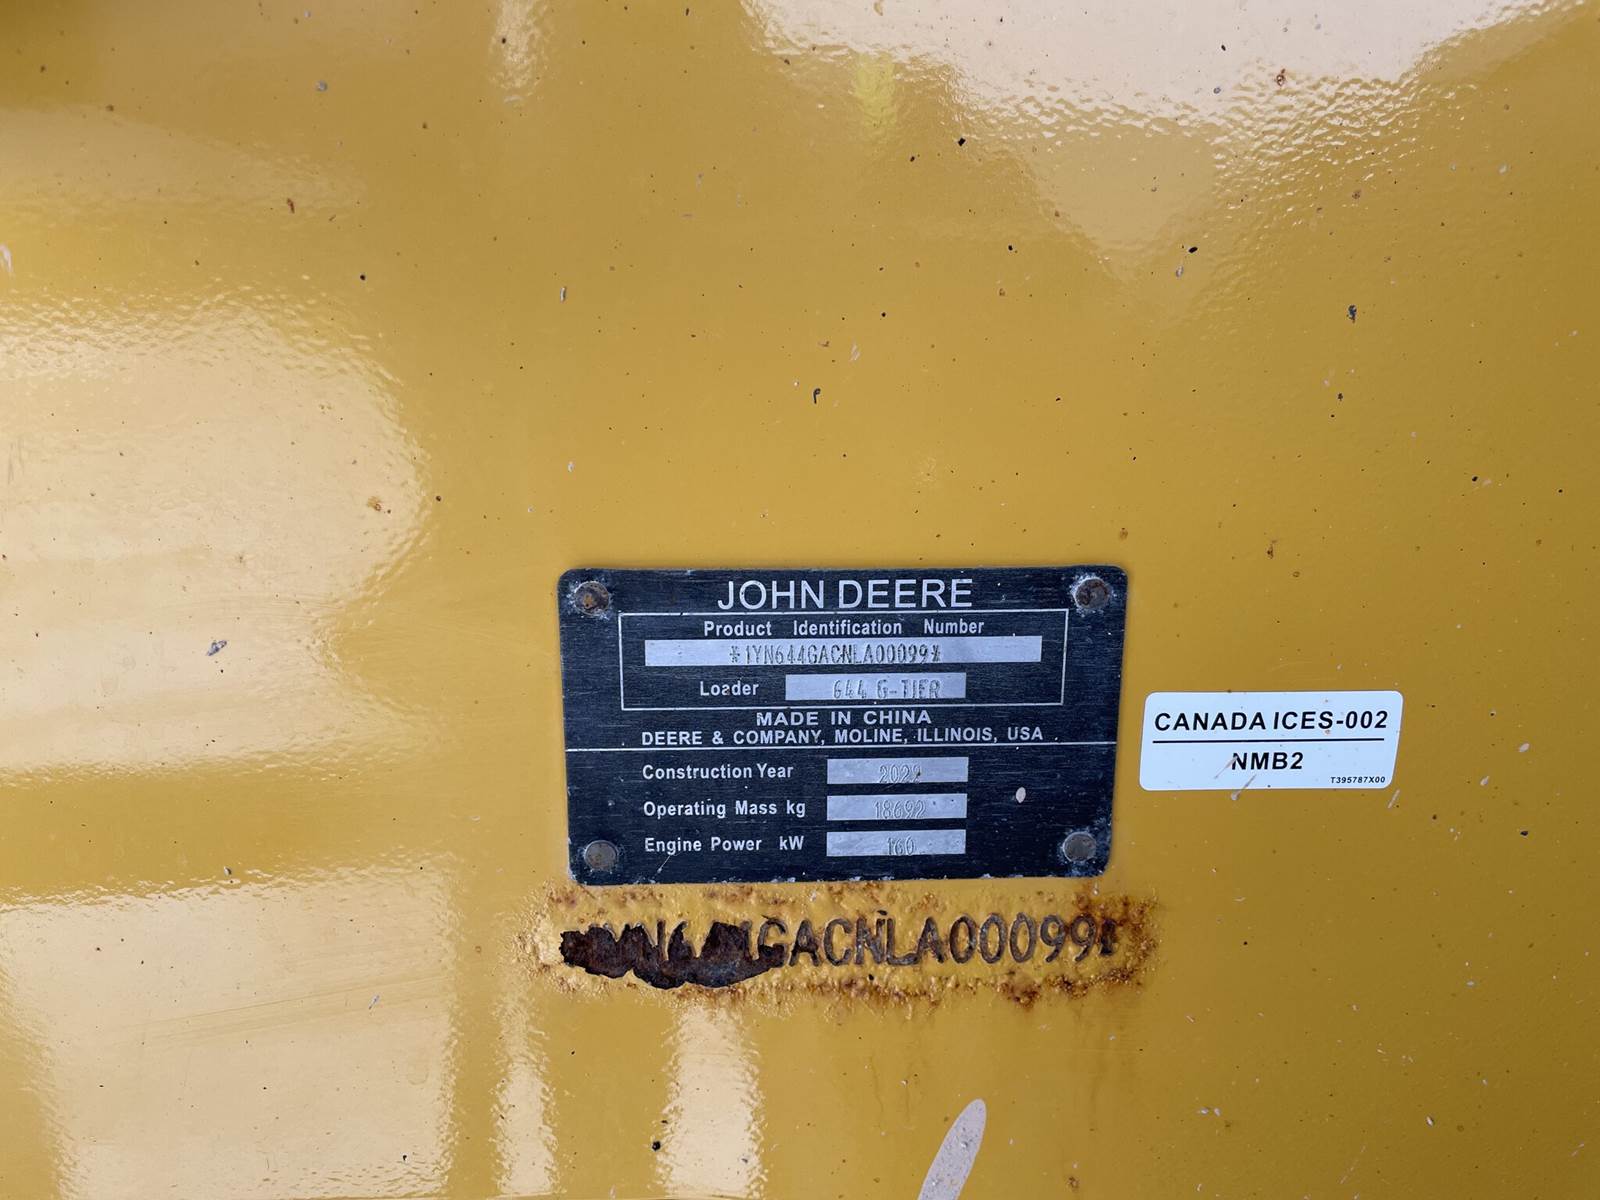 JOHN DEERE
Product Identification Number
*1YN644GACNLA00099*
Loader 644 G-TIER
MADE IN CHINA
DEERE & COMPANY, MOLINE, ILLINOIS, USA
Construction Year
Operating Mass kg 18692
Engine Power kW 160
CANADA ICES-002
NMB2
T395787X00
GACNLA00099*